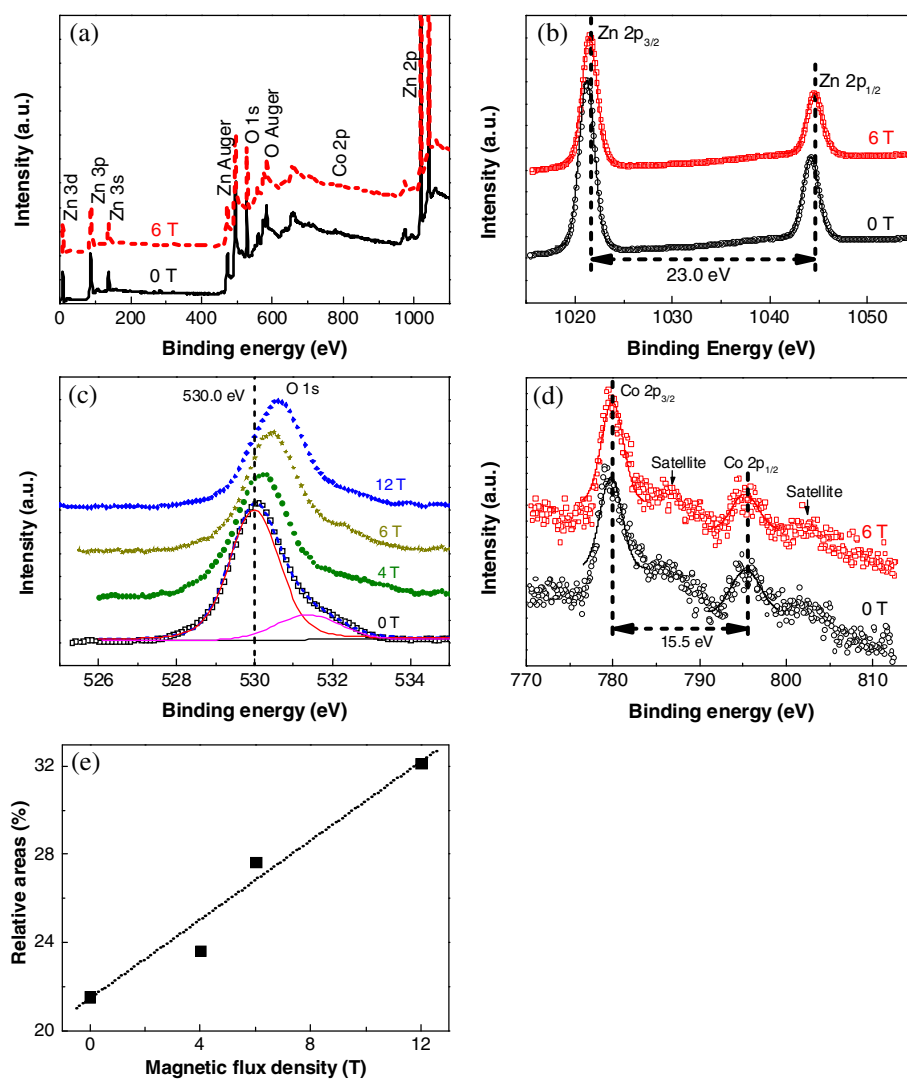 (a)
Zn 3d
Zn 3p
Zn 3s
Zn Auger
O 1s
O Auger
Co 2p
Zn 2p
6 T
0 T
Intensity (a.u.)
0 200 400 600 800 1000
Binding energy (eV)
(b)
Zn 2p3/2
Zn 2p1/2
6 T
0 T
23.0 eV
Intensity (a.u.)
1020 1030 1040 1050
Binding Energy (eV)
(c)
530.0 eV
O 1s
12 T
6 T
4 T
0 T
Intensity (a.u.)
526 528 530 532 534
Binding energy (eV)
(d)
Co 2p3/2
Satellite
Co 2p1/2
Satellite
6 T
0 T
15.5 eV
Intensity (a.u.)
770 780 790 800 810
Binding energy (eV)
(e)
32
28
24
20
Relative areas (%)
0 4 8 12
Magnetic flux density (T)